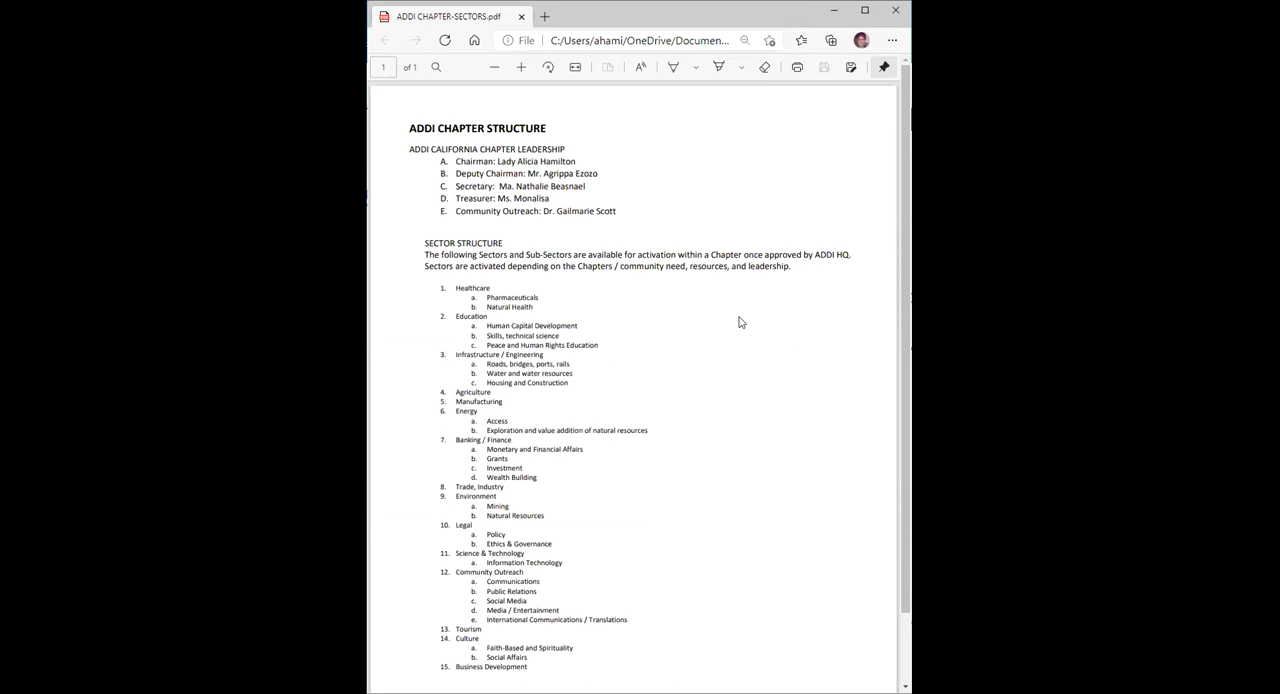 ADDI CHAPTER-SECTORS.pdf
File C:/Users/ahami/OneDrive/Documen...
1 of 1
ADDI CHAPTER STRUCTURE
ADDI CALIFORNIA CHAPTER LEADERSHIP
A. Chairman: Lady Alicia Hamilton
B. Deputy Chairman: Mr. Agrippa Ezozo
C. Secretary: Ma. Nathalie Beasnael
D. Treasurer: Ms. Monalisa
E. Community Outreach: Dr. Gailmarie Scott
SECTOR STRUCTURE
The following Sectors and Sub-Sectors are available for activation within a Chapter once approved by ADDI HQ.
Sectors are activated depending on the Chapters / community need, resources, and leadership.
1. Healthcare
a. Pharmaceuticals
b. Natural Health
2. Education
a. Human Capital Development
b. Skills, technical science
c. Peace and Human Rights Education
3. Infrastructure / Engineering
a. Roads, bridges, ports, rails
b. Water and water resources
c. Housing and Construction
4. Agriculture
5. Manufacturing
6. Energy
a. Access
b. Exploration and value addition of natural resources
7. Banking / Finance
a. Monetary and Financial Affairs
b. Grants
c. Investment
d. Wealth Building
8. Trade, Industry
9. Environment
a. Mining
b. Natural Resources
10. Legal
a. Policy
b. Ethics & Governance
11. Science & Technology
a. Information Technology
12. Community Outreach
a. Communications
b. Public Relations
c. Social Media
d. Media / Entertainment
e. International Communications / Translations
13. Tourism
14. Culture
a. Faith-Based and Spirituality
b. Social Affairs
15. Business Development